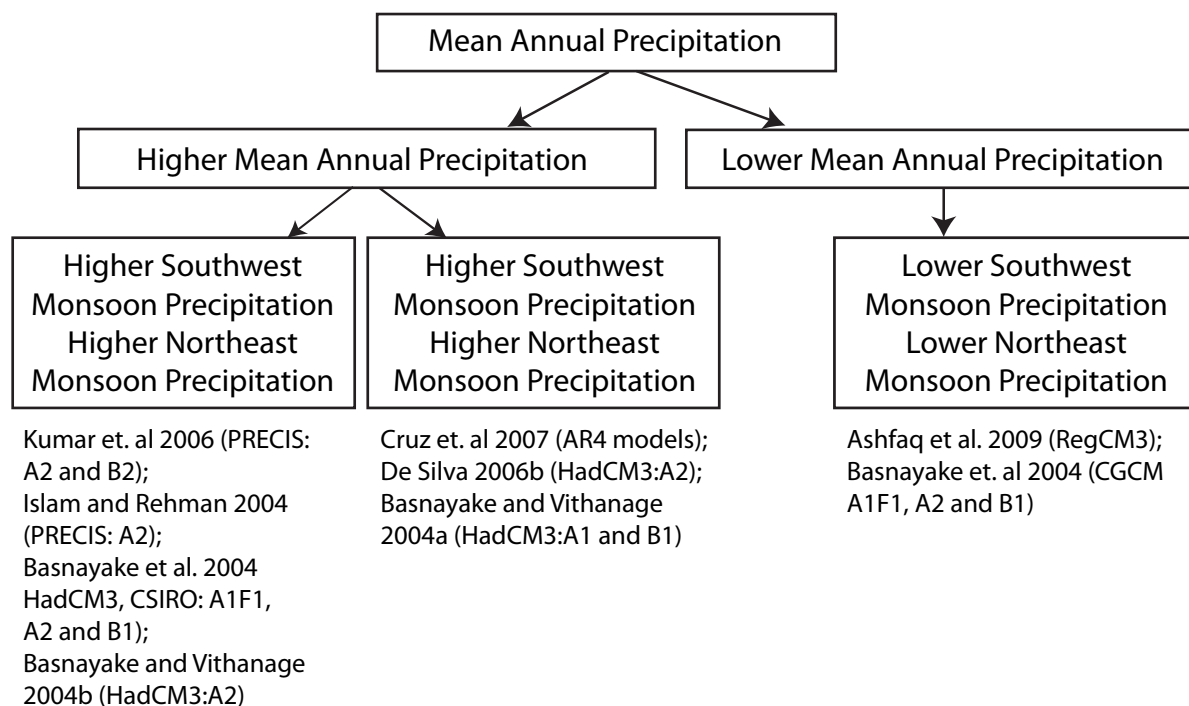 Mean Annual Precipitation
Higher Mean Annual Precipitation
Lower Mean Annual Precipitation
Higher Southwest
Monsoon Precipitation
Higher Northeast
Monsoon Precipitation
Higher Southwest
Monsoon Precipitation
Higher Northeast
Monsoon Precipitation
Lower Southwest
Monsoon Precipitation
Lower Northeast
Monsoon Precipitation
Kumar et. al 2006 (PRECIS:
A2 and B2);
Islam and Rehman 2004
(PRECIS: A2);
Basnayake et al. 2004
HadCM3, CSIRO: A1F1,
A2 and B1);
Basnayake and Vithanage
2004b (HadCM3:A2)
Cruz et. al 2007 (AR4 models);
De Silva 2006b (HadCM3:A2);
Basnayake and Vithanage
2004a (HadCM3:A1 and B1)
Ashfaq et al. 2009 (RegCM3);
Basnayake et. al 2004 (CGCM
A1F1, A2 and B1)